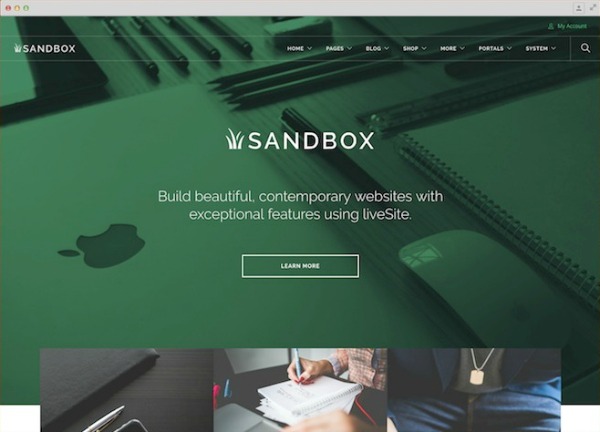 My Account
SANDBOX
HOME PAGES BLOG SHOP MORE PORTALS SYSTEM
SANDBOX
Build beautiful, contemporary websites with
exceptional features using liveSite.
LEARN MORE